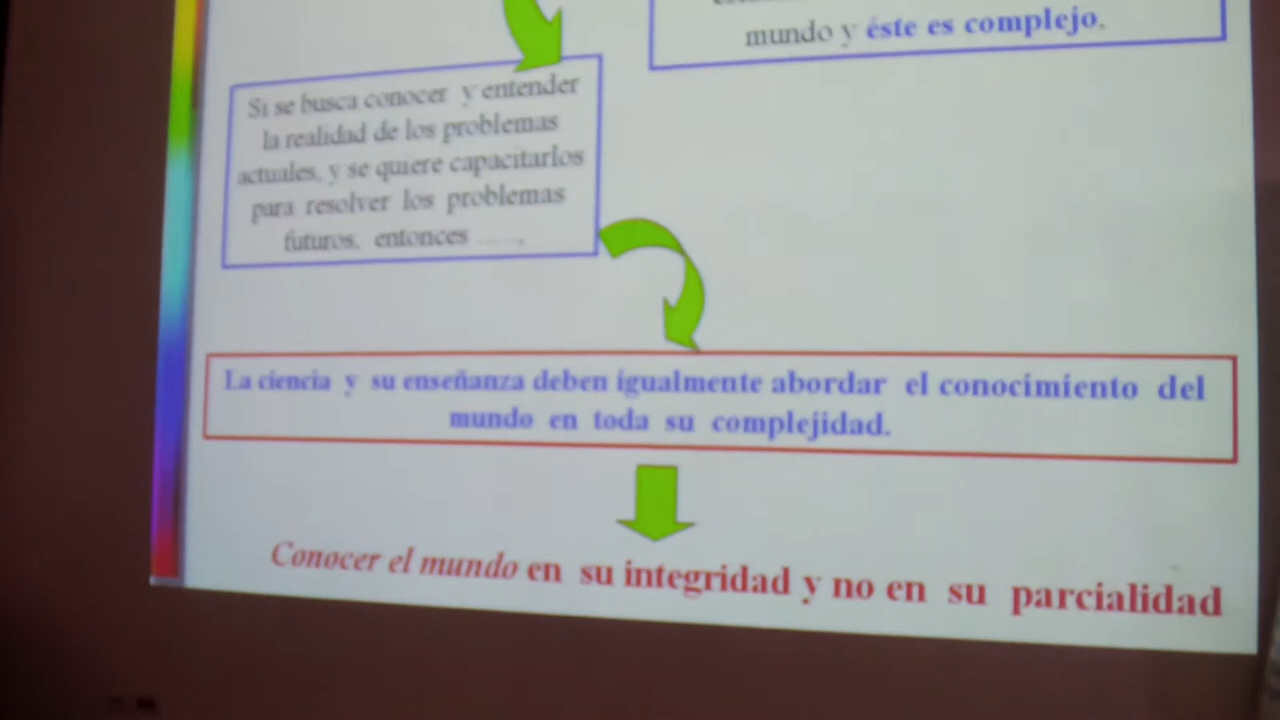 mundo y éste es complejo.
Si se busca conocer y entender
la realidad de los problemas
actuales, y se quiere capacitarlos
para resolver los problemas
futuros, entonces ......,
La ciencia y su enseñanza deben igualmente abordar el conocimiento del
mundo en toda su complejidad.
Conocer el mundo en su integridad y no en su parcialidad